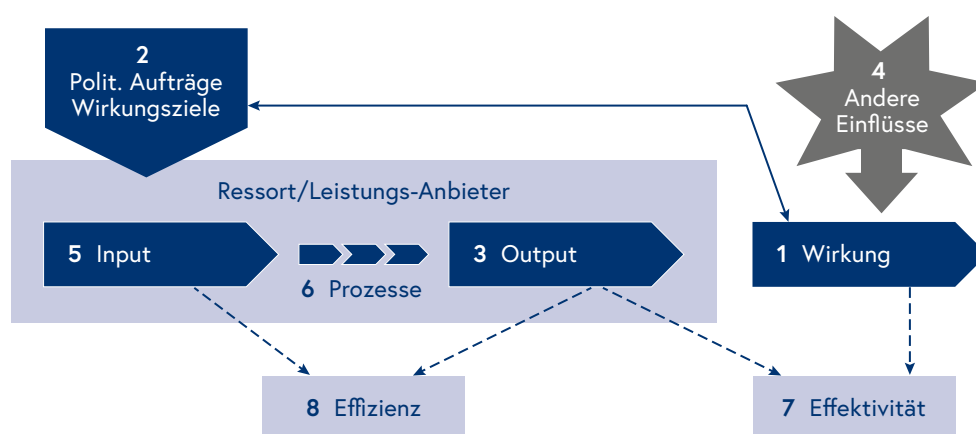 2
Polit. Aufträge
Wirkungsziele
4
Andere
Einflüsse
Ressort/Leistungs-Anbieter
5 Input
6 Prozesse
3 Output
1 Wirkung
8 Effizienz
7 Effektivität